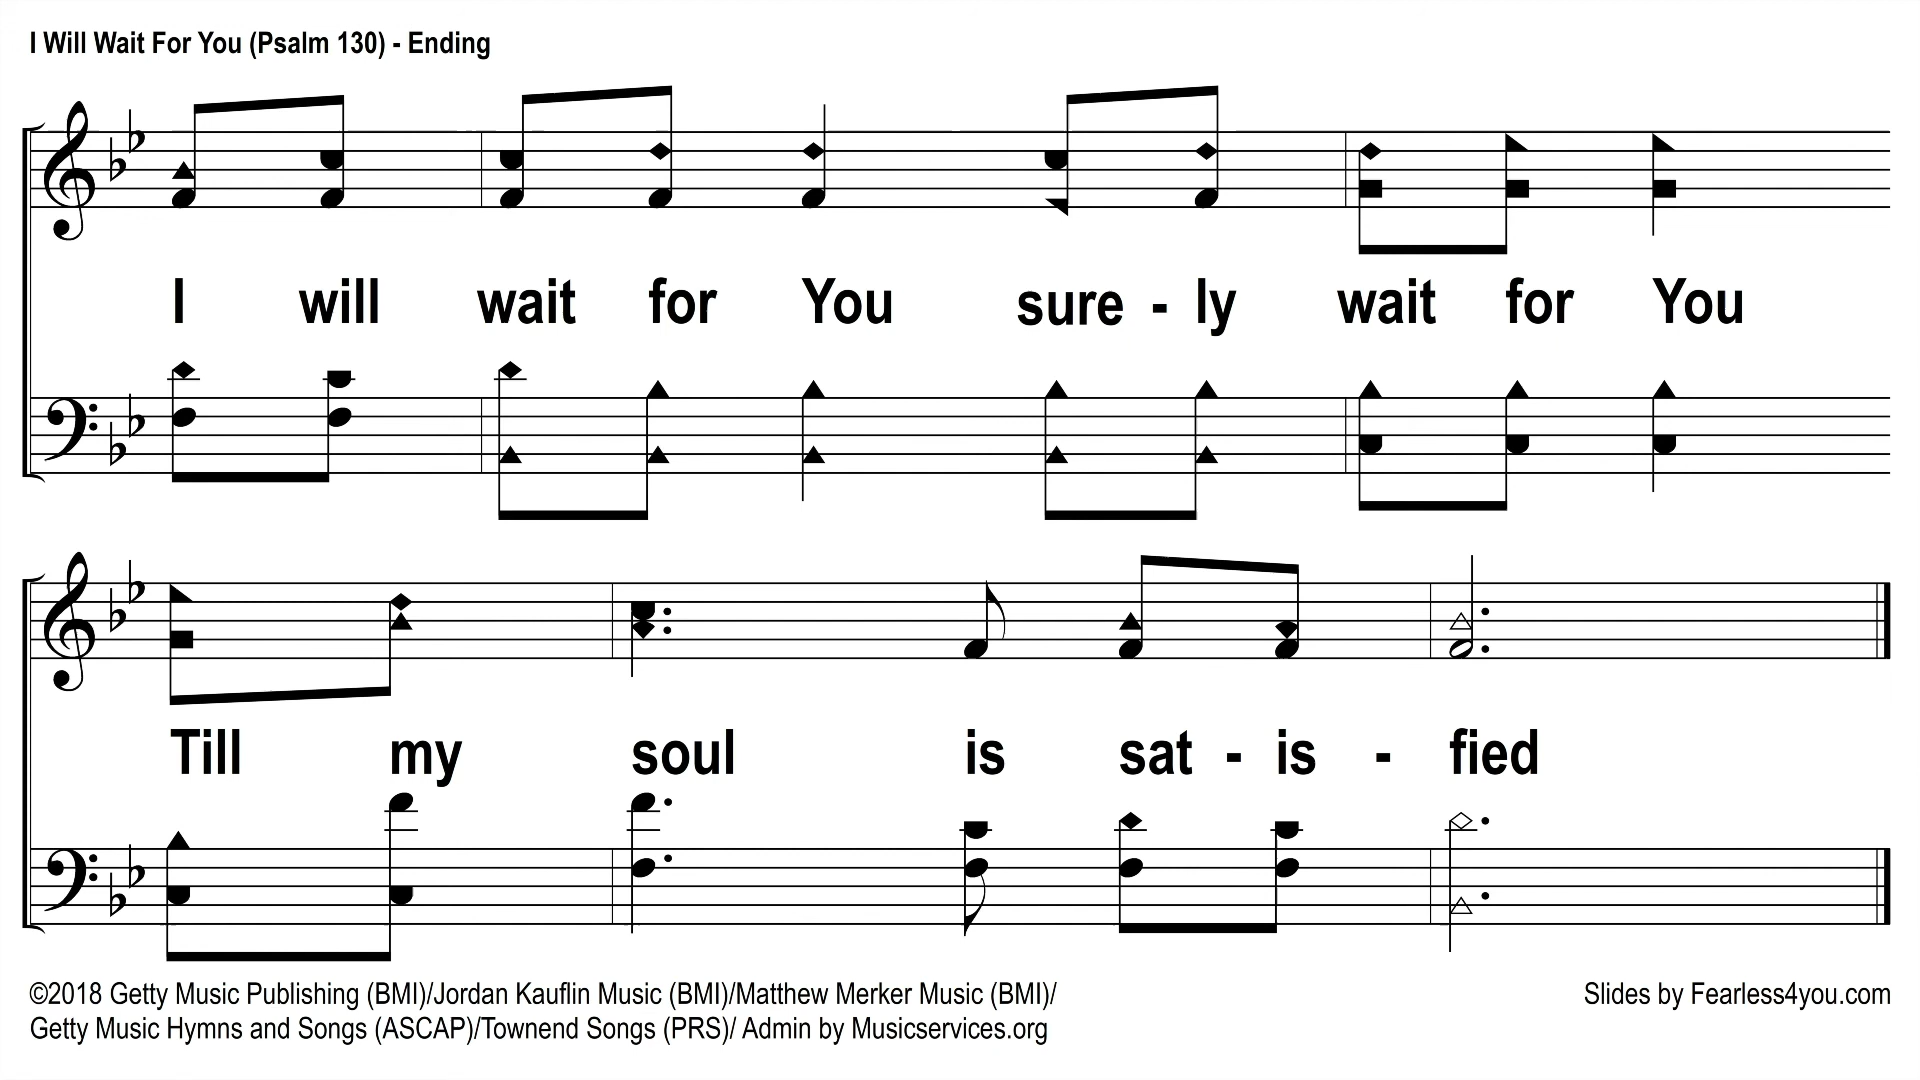 I Will Wait For You (Psalm 130) - Ending
I will wait for You sure - ly wait for You
Till my soul is sat - is - fied
©2018 Getty Music Publishing (BMI)/Jordan Kauflin Music (BMI)/Matthew Merker Music (BMI)/
Getty Music Hymns and Songs (ASCAP)/Townend Songs (PRS)/ Admin by Musicservices.org
Slides by Fearless4you.com